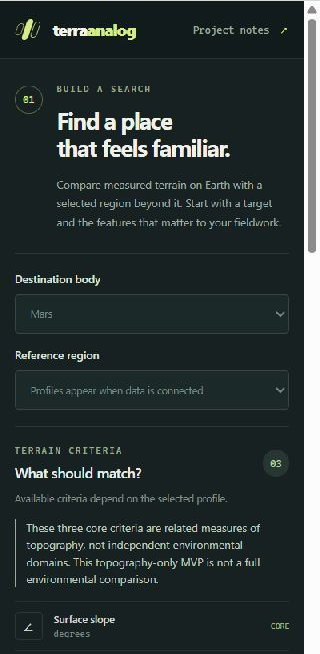 terraanalog
Project notes ↗
01
BUILD A SEARCH
Find a place
that feels familiar.
Compare measured terrain on Earth with a
selected region beyond it. Start with a target
and the features that matter to your fieldwork.
Destination body
Mars
Reference region
Profiles appear when data is connected
TERRAIN CRITERIA
What should match?
03
Available criteria depend on the selected profile.
These three core criteria are related measures of
topography, not independent environmental
domains. This topography-only MVP is not a full
environmental comparison.
Surface slope
degrees
CORE